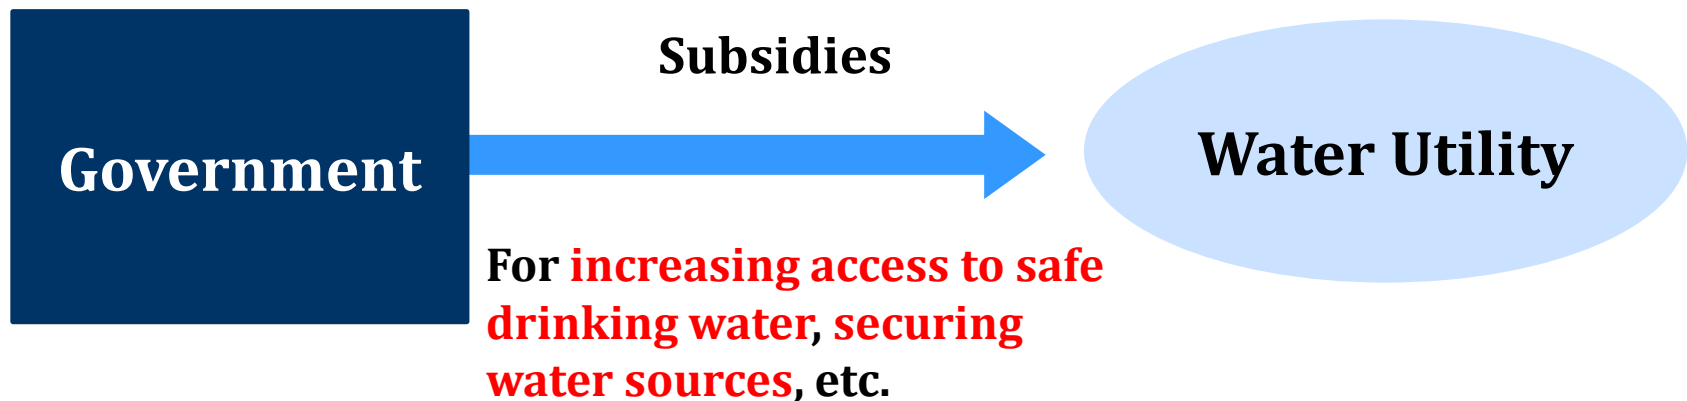 Subsidies
Government
Water Utility
For increasing access to safe
drinking water, securing
water sources, etc.